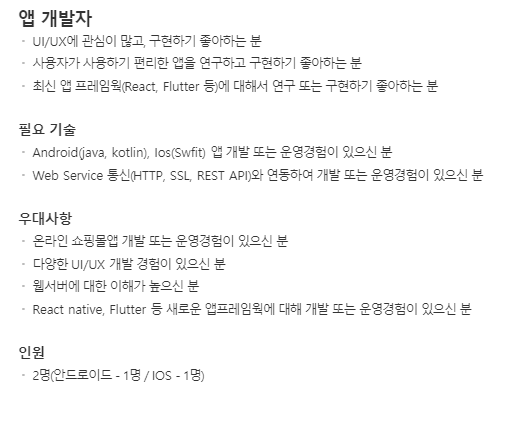 앱 개발자
- UI/UX에 관심이 많고, 구현하기 좋아하는 분
- 사용자가 사용하기 편리한 앱을 연구하고 구현하기 좋아하는 분
- 최신 앱 프레임웍(React, Flutter 등)에 대해서 연구 또는 구현하기 좋아하는 분
필요 기술
- Android(java, kotlin), Ios(Swfit) 앱 개발 또는 운영경험이 있으신 분
- Web Service 통신(HTTP, SSL, REST API)와 연동하여 개발 또는 운영경험이 있으신 분
우대사항
- 온라인 쇼핑몰앱 개발 또는 운영경험이 있으신 분
- 다양한 UI/UX 개발 경험이 있으신 분
- 웹서버에 대한 이해가 높으신 분
- React native, Flutter 등 새로운 앱프레임웍에 대해 개발 또는 운영경험이 있으신 분
인원
- 2명(안드로이드 - 1명 / IOS - 1명)